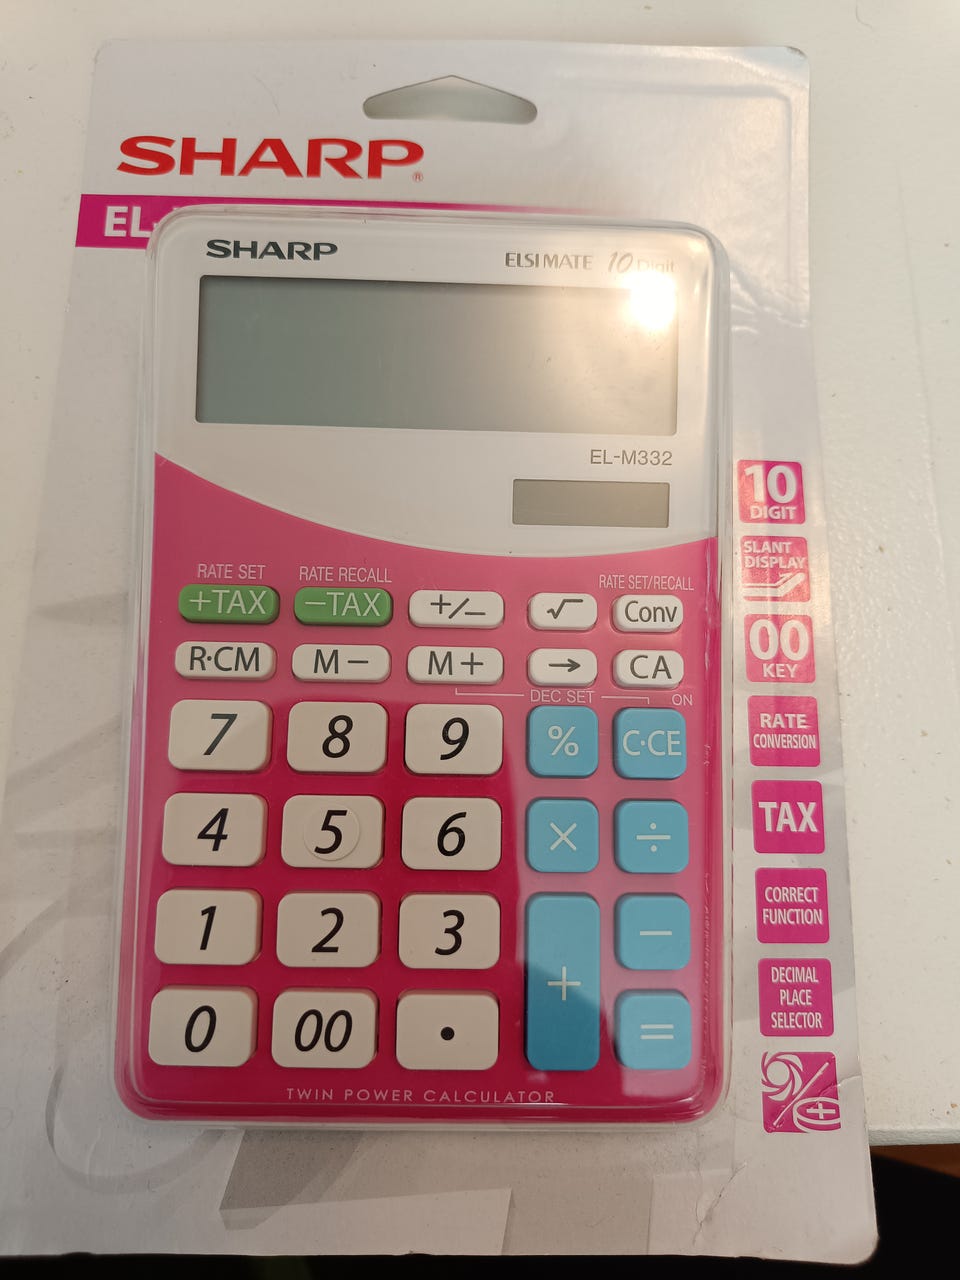 SHARP®
EL-
SHARP
ELSI MATE 10 Digit
EL-M332
RATE SET
RATE RECALL
RATE SET/RECALL
+TAX
−TAX
+/−
√
Conv
R·CM
M−
M+
→
CA
DEC SET
ON
7
8
9
%
C·CE
4
5
6
×
÷
1
2
3
+
−
0
00
•
=
TWIN POWER CALCULATOR
10
DIGIT
SLANT
DISPLAY
00
KEY
RATE
CONVERSION
TAX
CORRECT
FUNCTION
DECIMAL
PLACE
SELECTOR